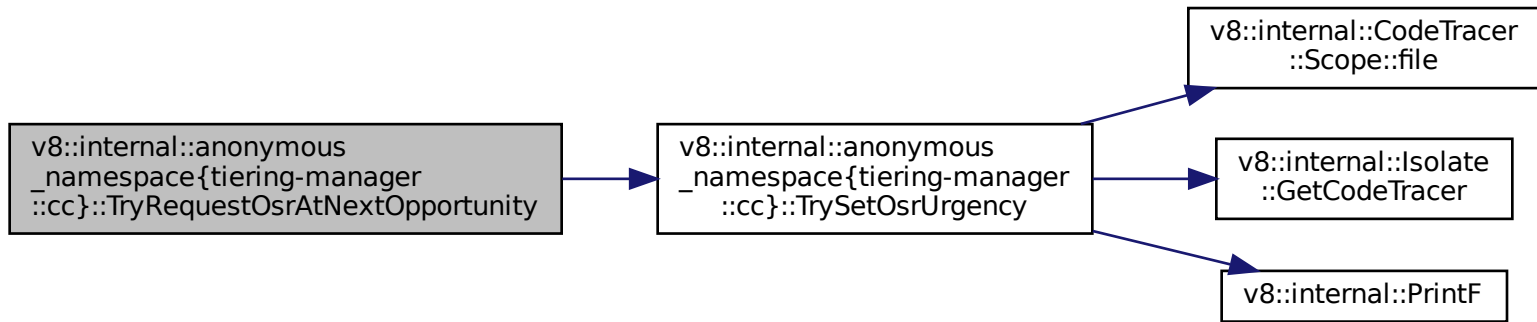 v8::internal::anonymous
_namespace{tiering-manager
::cc}::TryRequestOsrAtNextOpportunity
v8::internal::anonymous
_namespace{tiering-manager
::cc}::TrySetOsrUrgency
v8::internal::CodeTracer
::Scope::file
v8::internal::Isolate
::GetCodeTracer
v8::internal::PrintF